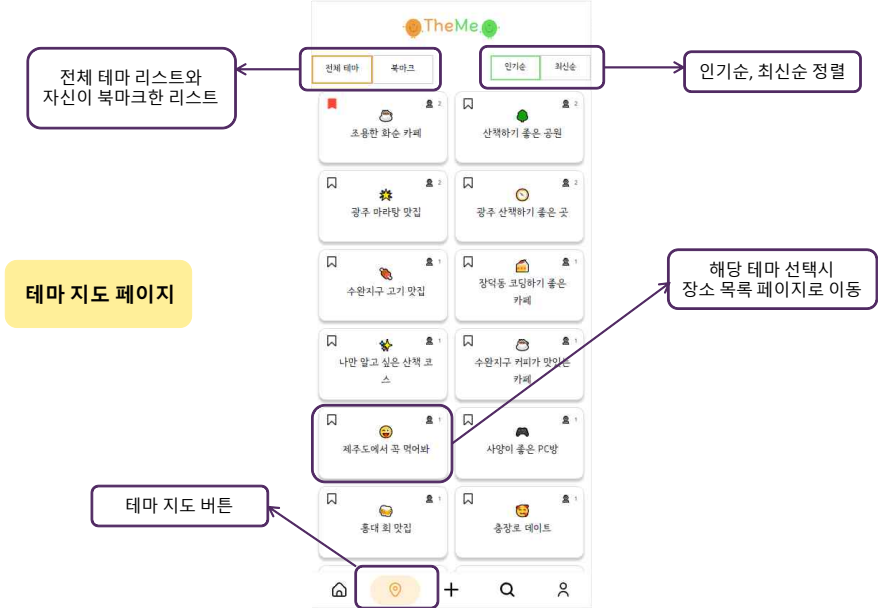 TheMe
전체 테마 리스트와
자신이 북마크한 리스트
전체 테마
북마크
인기순
최신순
인기순, 최신순 정렬
2
조용한 화순 카페
2
산책하기 좋은 공원
2
광주 마라탕 맛집
2
광주 산책하기 좋은 곳
테마 지도 페이지
1
수완지구 고기 맛집
1
장덕동 코딩하기 좋은
카페
해당 테마 선택시
장소 목록 페이지로 이동
1
나만 알고 싶은 산책 코
스
1
수완지구 커피가 맛있는
카페
1
제주도에서 꼭 먹어봐
1
사양이 좋은 PC방
테마 지도 버튼
1
홍대 회 맛집
1
충장로 데이트